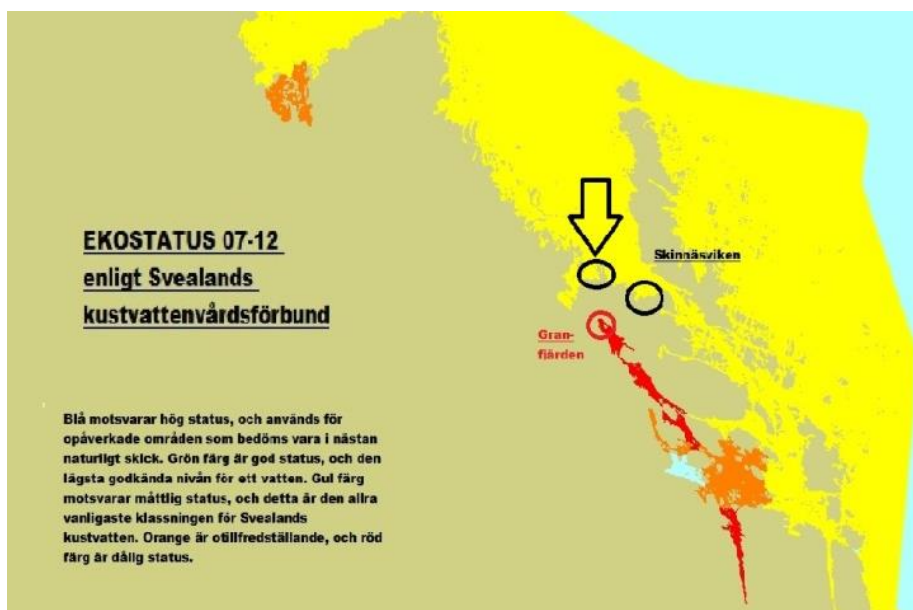 EKOSTATUS 07-12
enligt Svealands
kustvattenvårdsförbund
Skinnäsviken
Gran-
fjärden
Blå motsvarar hög status, och används för
opåverkade områden som bedöms vara i nästan
naturligt skick. Grön färg är god status, och den
lägsta godkända nivån för ett vatten. Gul färg
motsvarar måttlig status, och detta är den allra
vanligaste klassningen för Svealands
kustvatten. Orange är otillfredställande, och röd
färg är dålig status.